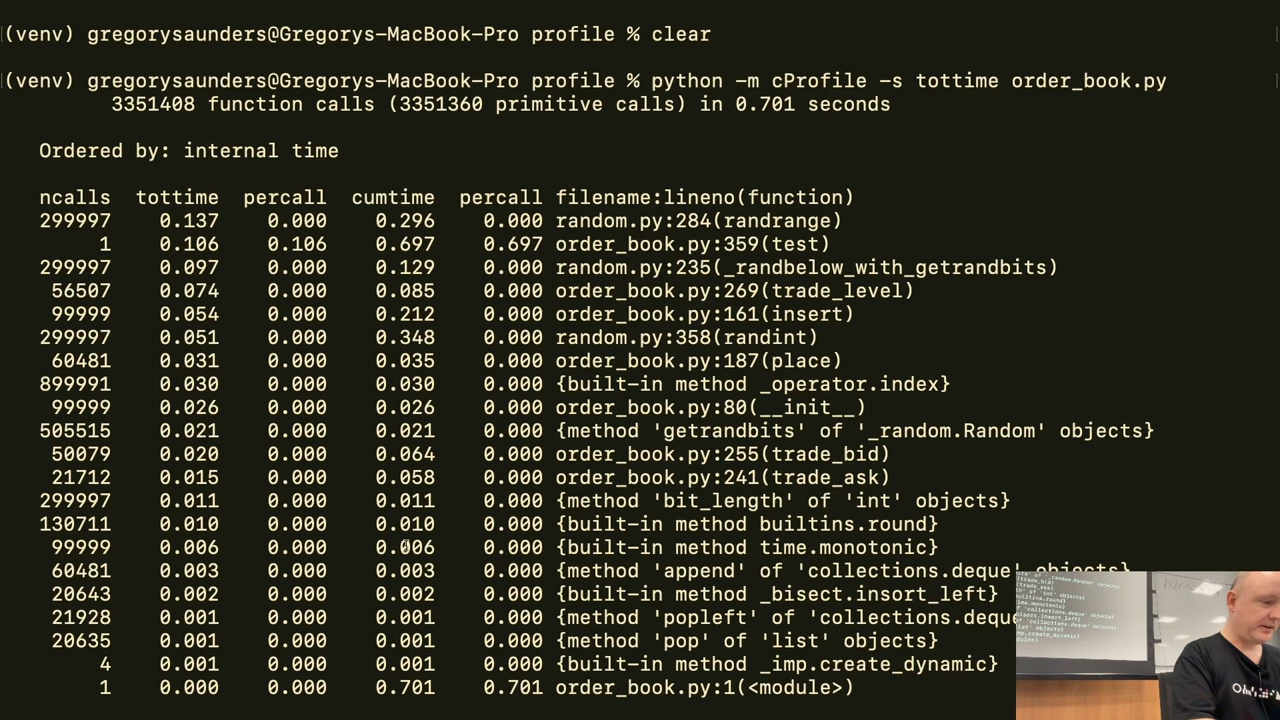 (venv) gregorysaunders@Gregorys-MacBook-Pro profile % clear
(venv) gregorysaunders@Gregorys-MacBook-Pro profile % python -m cProfile -s tottime order_book.py
3351408 function calls (3351360 primitive calls) in 0.701 seconds
Ordered by: internal time
ncalls tottime percall cumtime percall filename:lineno(function)
299997 0.137 0.000 0.296 0.000 random.py:284(randrange)
1 0.106 0.106 0.697 0.697 order_book.py:359(test)
299997 0.097 0.000 0.129 0.000 random.py:235(_randbelow_with_getrandbits)
56507 0.074 0.000 0.085 0.000 order_book.py:269(trade_level)
99999 0.054 0.000 0.212 0.000 order_book.py:161(insert)
299997 0.051 0.000 0.348 0.000 random.py:358(randint)
60481 0.031 0.000 0.035 0.000 order_book.py:187(place)
899991 0.030 0.000 0.030 0.000 {built-in method _operator.index}
99999 0.026 0.000 0.026 0.000 order_book.py:80(__init__)
505515 0.021 0.000 0.021 0.000 {method 'getrandbits' of '_random.Random' objects}
50079 0.020 0.000 0.064 0.000 order_book.py:255(trade_bid)
21712 0.015 0.000 0.058 0.000 order_book.py:241(trade_ask)
299997 0.011 0.000 0.011 0.000 {method 'bit_length' of 'int' objects}
130711 0.010 0.000 0.010 0.000 {built-in method builtins.round}
99999 0.006 0.000 0.006 0.000 {built-in method time.monotonic}
60481 0.003 0.000 0.003 0.000 {method 'append' of 'collections.deque' objects}
20643 0.002 0.000 0.002 0.000 {built-in method _bisect.insort_left}
21928 0.001 0.000 0.001 0.000 {method 'popleft' of 'collections.dequ
20635 0.001 0.000 0.001 0.000 {method 'pop' of 'list' objects}
4 0.001 0.000 0.001 0.000 {built-in method _imp.create_dynamic}
1 0.000 0.000 0.701 0.701 order_book.py:1(<module>)